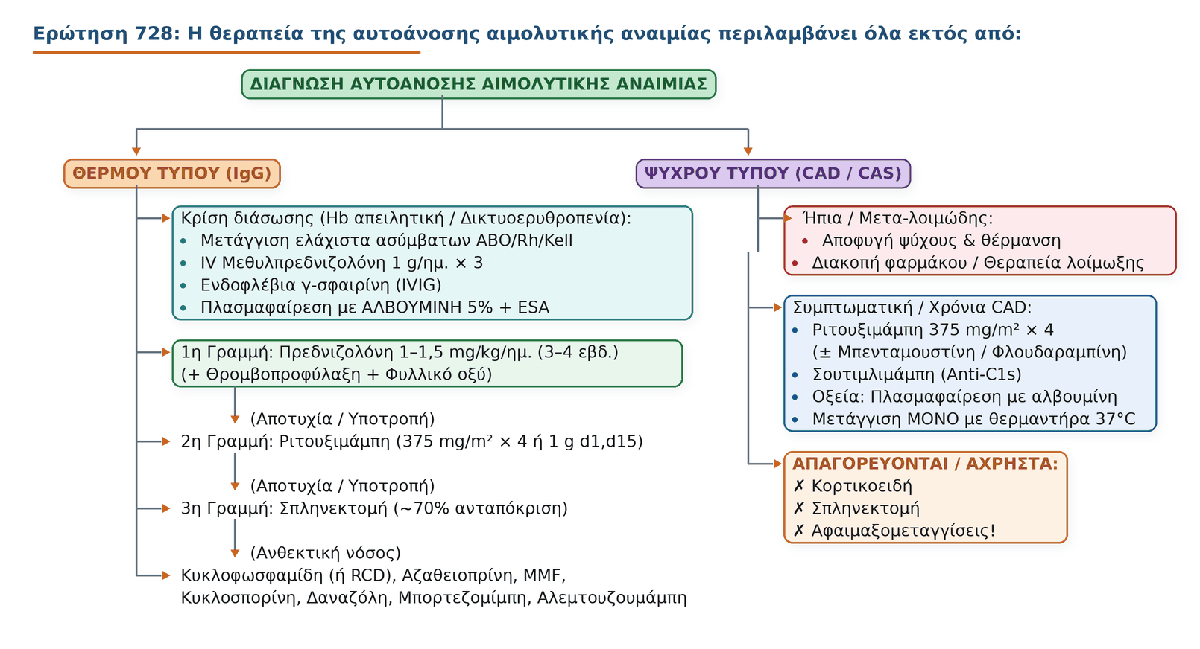 Ερώτηση 728: Η θεραπεία της αυτοάνοσης αιμολυτικής αναιμίας περιλαμβάνει όλα εκτός από:
ΔΙΑΓΝΩΣΗ ΑΥΤΟΑΝΟΣΗΣ ΑΙΜΟΛΥΤΙΚΗΣ ΑΝΑΙΜΙΑΣ
ΘΕΡΜΟΥ ΤΥΠΟΥ (IgG)
Κρίση διάσωσης (Hb απειλητική / Δικτυοερυθροπενία):
• Μετάγγιση ελάχιστα ασύμβατων ABO/Rh/Kell
• IV Μεθυλπρεδνιζολόνη 1 g/ημ. × 3
• Ενδοφλέβια γ-σφαιρίνη (IVIG)
• Πλασμαφαίρεση με ΑΛΒΟΥΜΙΝΗ 5% + ESA
1η Γραμμή: Πρεδνιζολόνη 1–1,5 mg/kg/ημ. (3–4 εβδ.)
(+ Θρομβοπροφύλαξη + Φυλλικό οξύ)
(Αποτυχία / Υποτροπή)
2η Γραμμή: Ριτουξιμάμπη (375 mg/m² × 4 ή 1 g d1,d15)
(Αποτυχία / Υποτροπή)
3η Γραμμή: Σπληνεκτομή (~70% ανταπόκριση)
(Ανθεκτική νόσος)
Κυκλοφωσφαμίδη (ή RCD), Αζαθειοπρίνη, MMF,
Κυκλοσπορίνη, Δαναζόλη, Μπορτεζομίμπη, Αλεμτουζουμάμπη
ΨΥΧΡΟΥ ΤΥΠΟΥ (CAD / CAS)
Ήπια / Μετα-λοιμώδης:
• Αποφυγή ψύχους & θέρμανση
• Διακοπή φαρμάκου / Θεραπεία λοίμωξης
Συμπτωματική / Χρόνια CAD:
• Ριτουξιμάμπη 375 mg/m² × 4
(± Μπενταμουστίνη / Φλουδαραμπίνη)
• Σουτιμλιμάμπη (Anti-C1s)
• Οξεία: Πλασμαφαίρεση με αλβουμίνη
• Μετάγγιση ΜΟΝΟ με θερμαντήρα 37°C
ΑΠΑΓΟΡΕΥΟΝΤΑΙ / ΑΧΡΗΣΤΑ:
✗ Κορτικοειδή
✗ Σπληνεκτομή
✗ Αφαιμαξομεταγγίσεις!